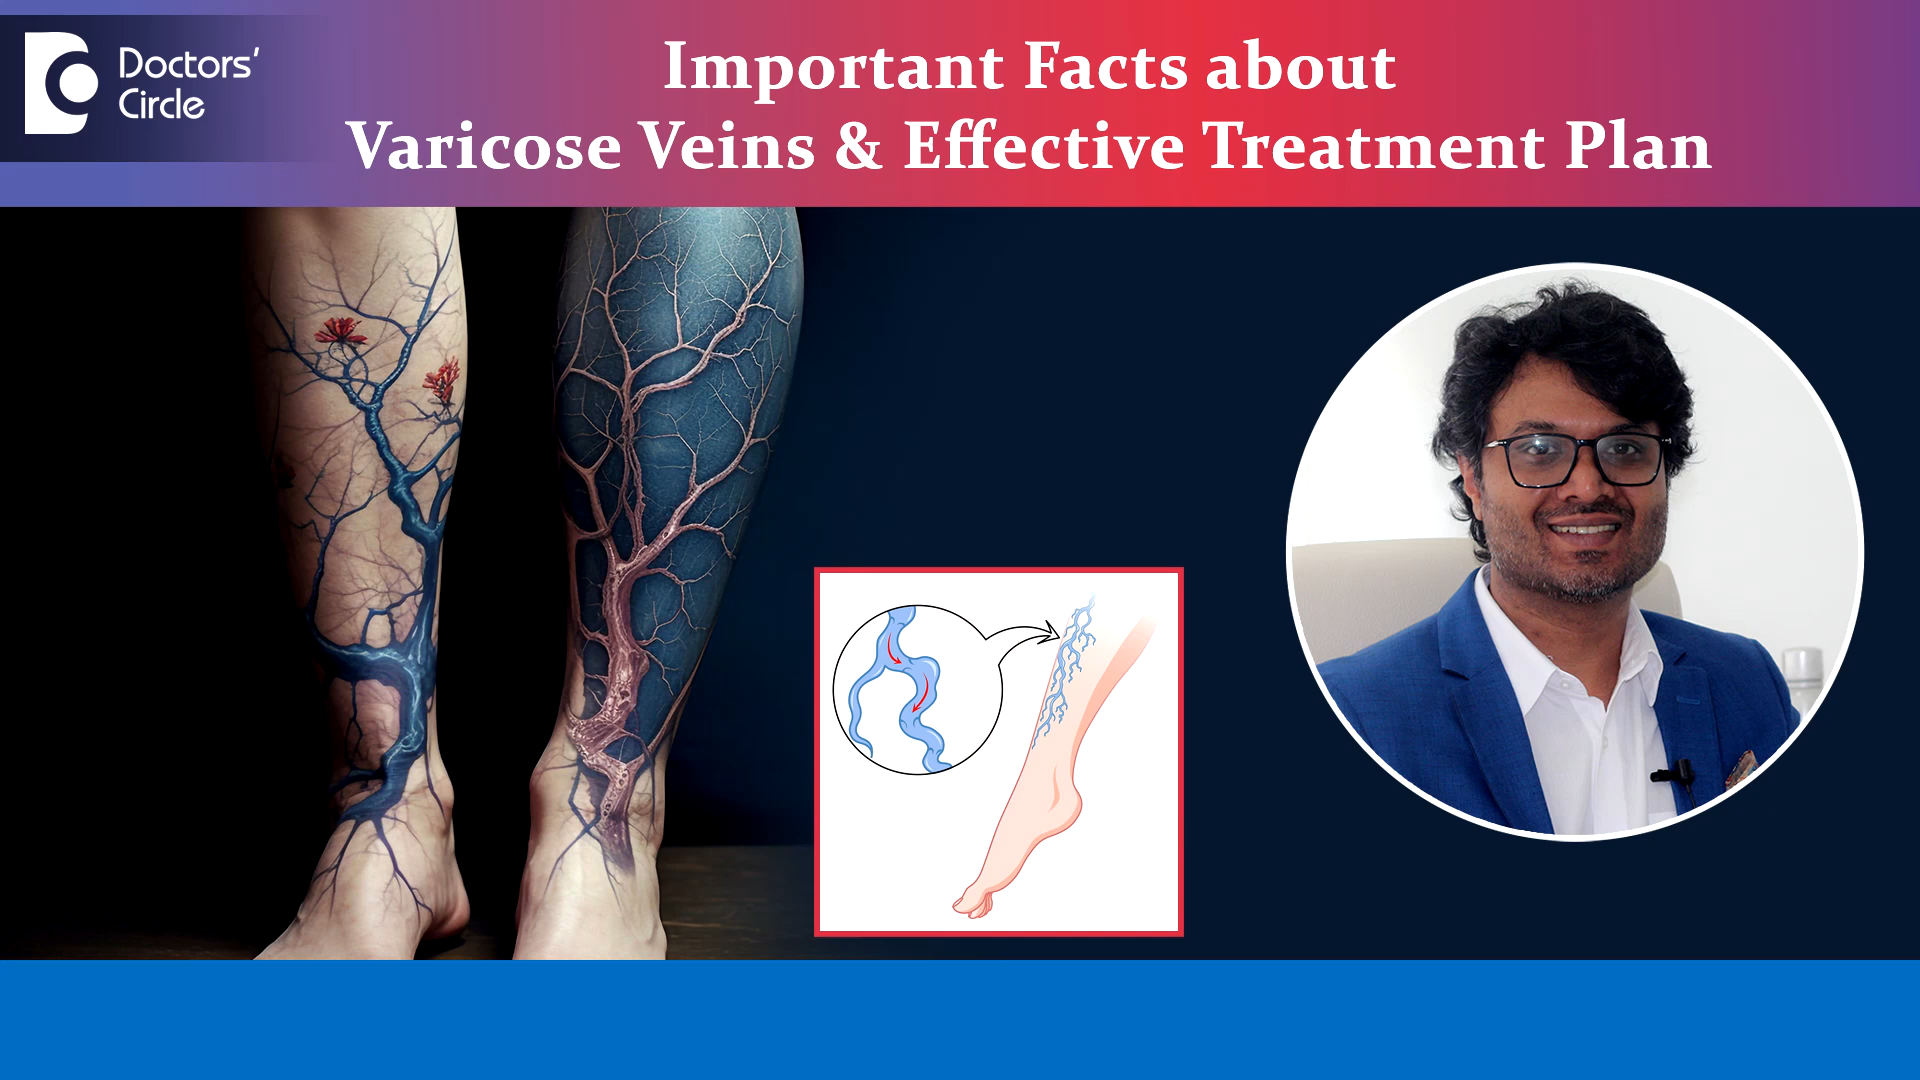 Doctors'
Circle
Important Facts about
Varicose Veins & Effective Treatment Plan